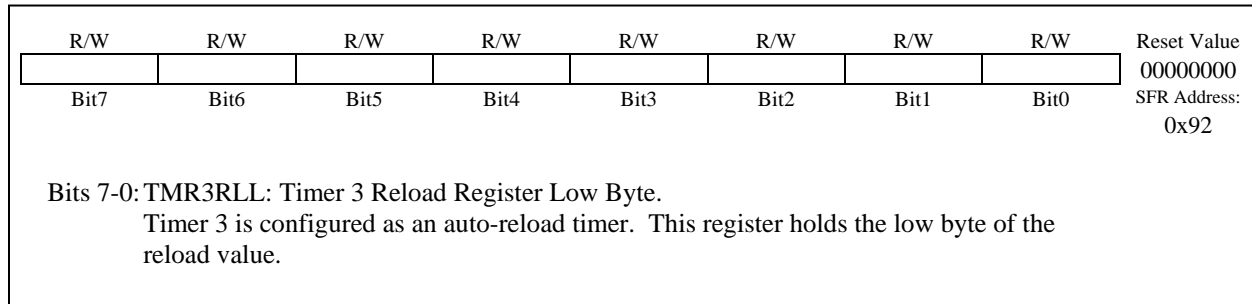 R/W R/W R/W R/W R/W R/W R/W R/W Reset Value
00000000
Bit7 Bit6 Bit5 Bit4 Bit3 Bit2 Bit1 Bit0 SFR Address:
0x92
Bits 7-0: TMR3RLL: Timer 3 Reload Register Low Byte.
Timer 3 is configured as an auto-reload timer. This register holds the low byte of the
reload value.